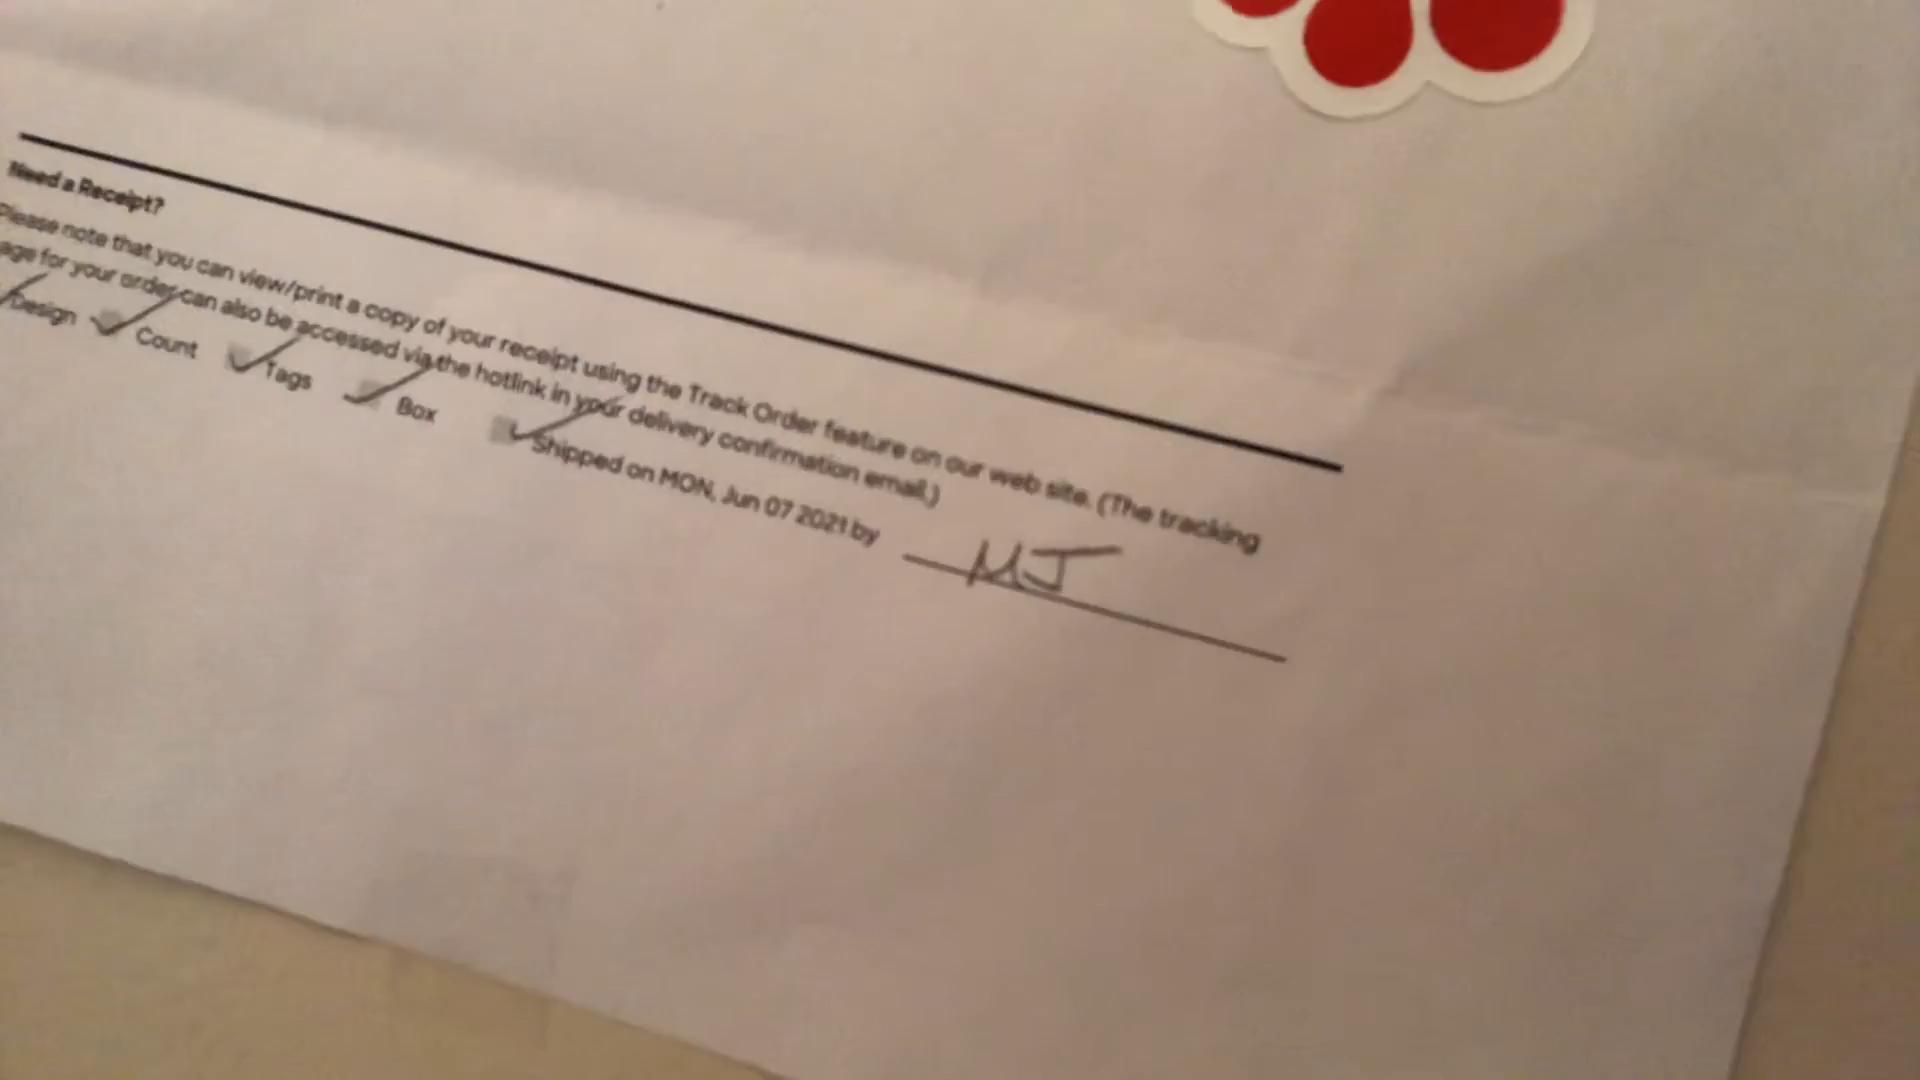 Need a Receipt?
Please note that you can view/print a copy of your receipt using the Track Order feature on our web site. (The tracking
age for your order can also be accessed via the hotlink in your delivery confirmation email.)
Design Count Tags Box Shipped on MON, Jun 07 2021 by MJ